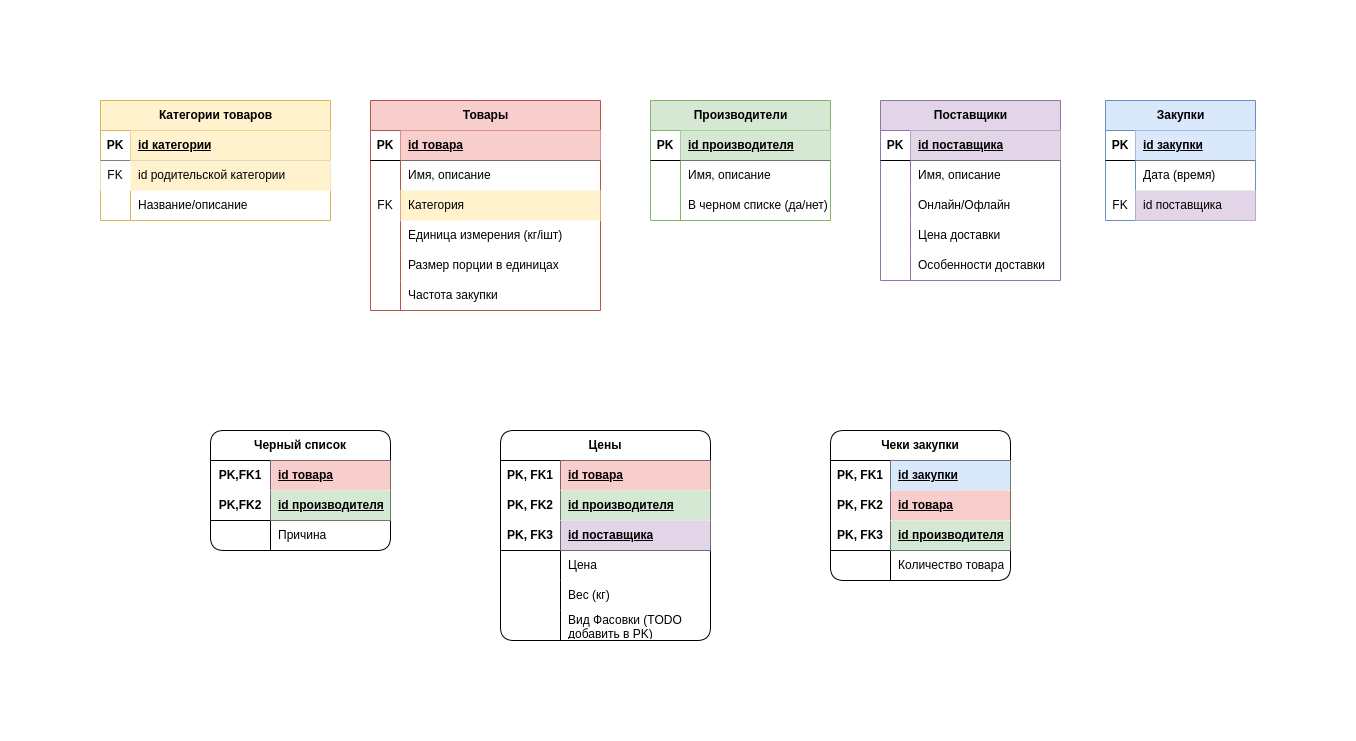 Категории товаров
PK id категории
FK id родительской категории
Название/описание
Товары
PK id товара
Имя, описание
FK Категория
Единица измерения (кг/iшт)
Размер порции в единицах
Частота закупки
Производители
PK id производителя
Имя, описание
В черном списке (да/нет)
Поставщики
PK id поставщика
Имя, описание
Онлайн/Офлайн
Цена доставки
Особенности доставки
Закупки
PK id закупки
Дата (время)
FK id поставщика
Черный список
PK,FK1 id товара
PK,FK2 id производителя
Причина
Цены
PK, FK1 id товара
PK, FK2 id производителя
PK, FK3 id поставщика
Цена
Вес (кг)
Вид Фасовки (TODO
добавить в PK)
Чеки закупки
PK, FK1 id закупки
PK, FK2 id товара
PK, FK3 id производителя
Количество товара